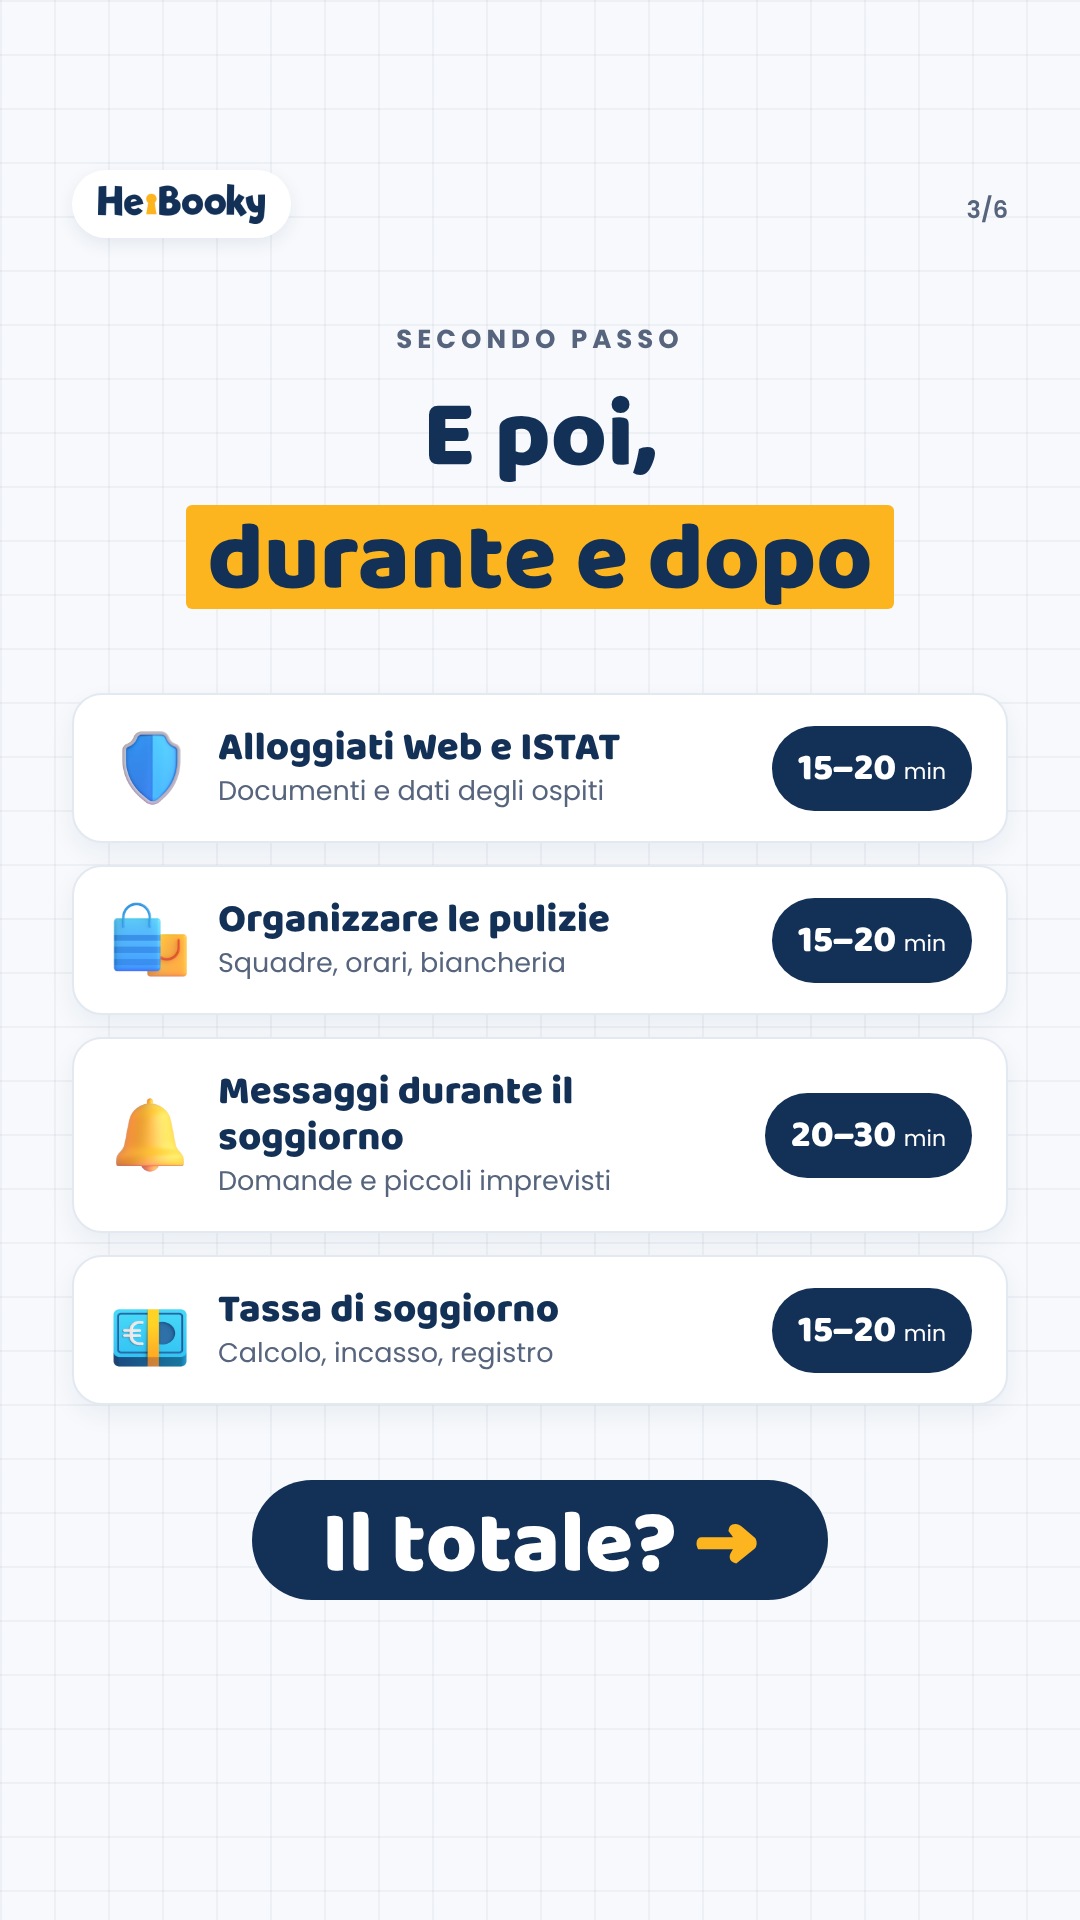 HeiBooky
3/6
SECONDO PASSO
E poi,
durante e dopo
Alloggiati Web e ISTAT
Documenti e dati degli ospiti
15–20 min
Organizzare le pulizie
Squadre, orari, biancheria
15–20 min
Messaggi durante il
soggiorno
Domande e piccoli imprevisti
20–30 min
Tassa di soggiorno
Calcolo, incasso, registro
15–20 min
Il totale? →